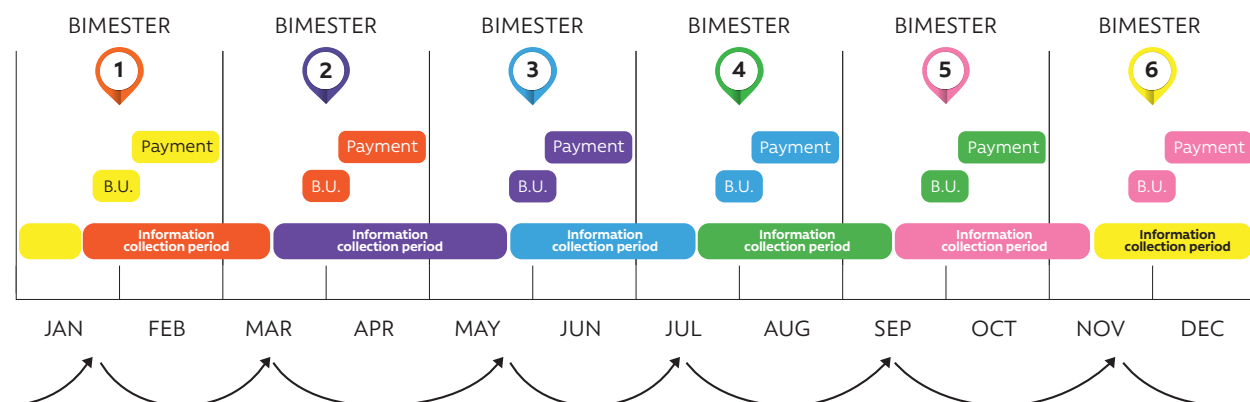 BIMESTER BIMESTER BIMESTER BIMESTER BIMESTER BIMESTER
1 2 3 4 5 6
Payment Payment Payment Payment Payment Payment
B.U. B.U. B.U. B.U. B.U. B.U.
Information Information Information Information Information Information
collection period collection period collection period collection period collection period collection period
JAN FEB MAR APR MAY JUN JUL AUG SEP OCT NOV DEC